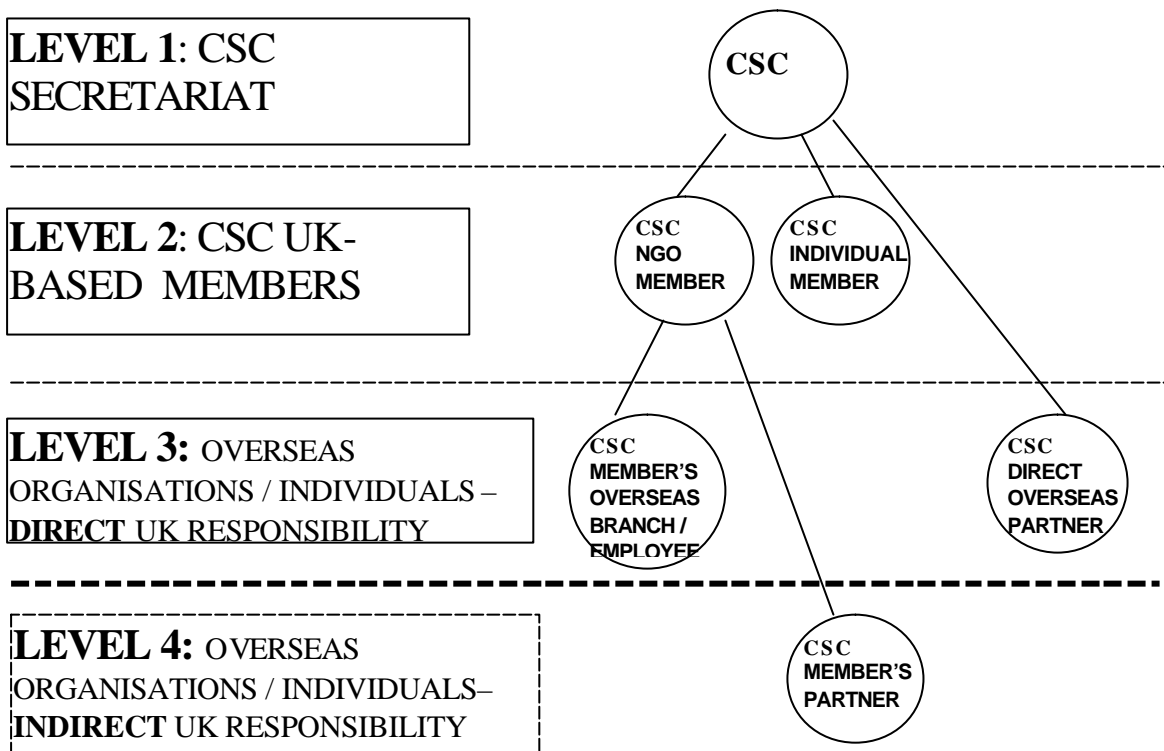 LEVEL 1: CSC
SECRETARIAT
CSC
LEVEL 2: CSC UK-
BASED MEMBERS
CSC
NGO
MEMBER
CSC
INDIVIDUAL
MEMBER
LEVEL 3: OVERSEAS
ORGANISATIONS / INDIVIDUALS –
DIRECT UK RESPONSIBILITY
CSC
MEMBER'S
OVERSEAS
BRANCH /
EMPLOYEE
CSC
DIRECT
OVERSEAS
PARTNER
LEVEL 4: OVERSEAS
ORGANISATIONS / INDIVIDUALS–
INDIRECT UK RESPONSIBILITY
CSC
MEMBER'S
PARTNER